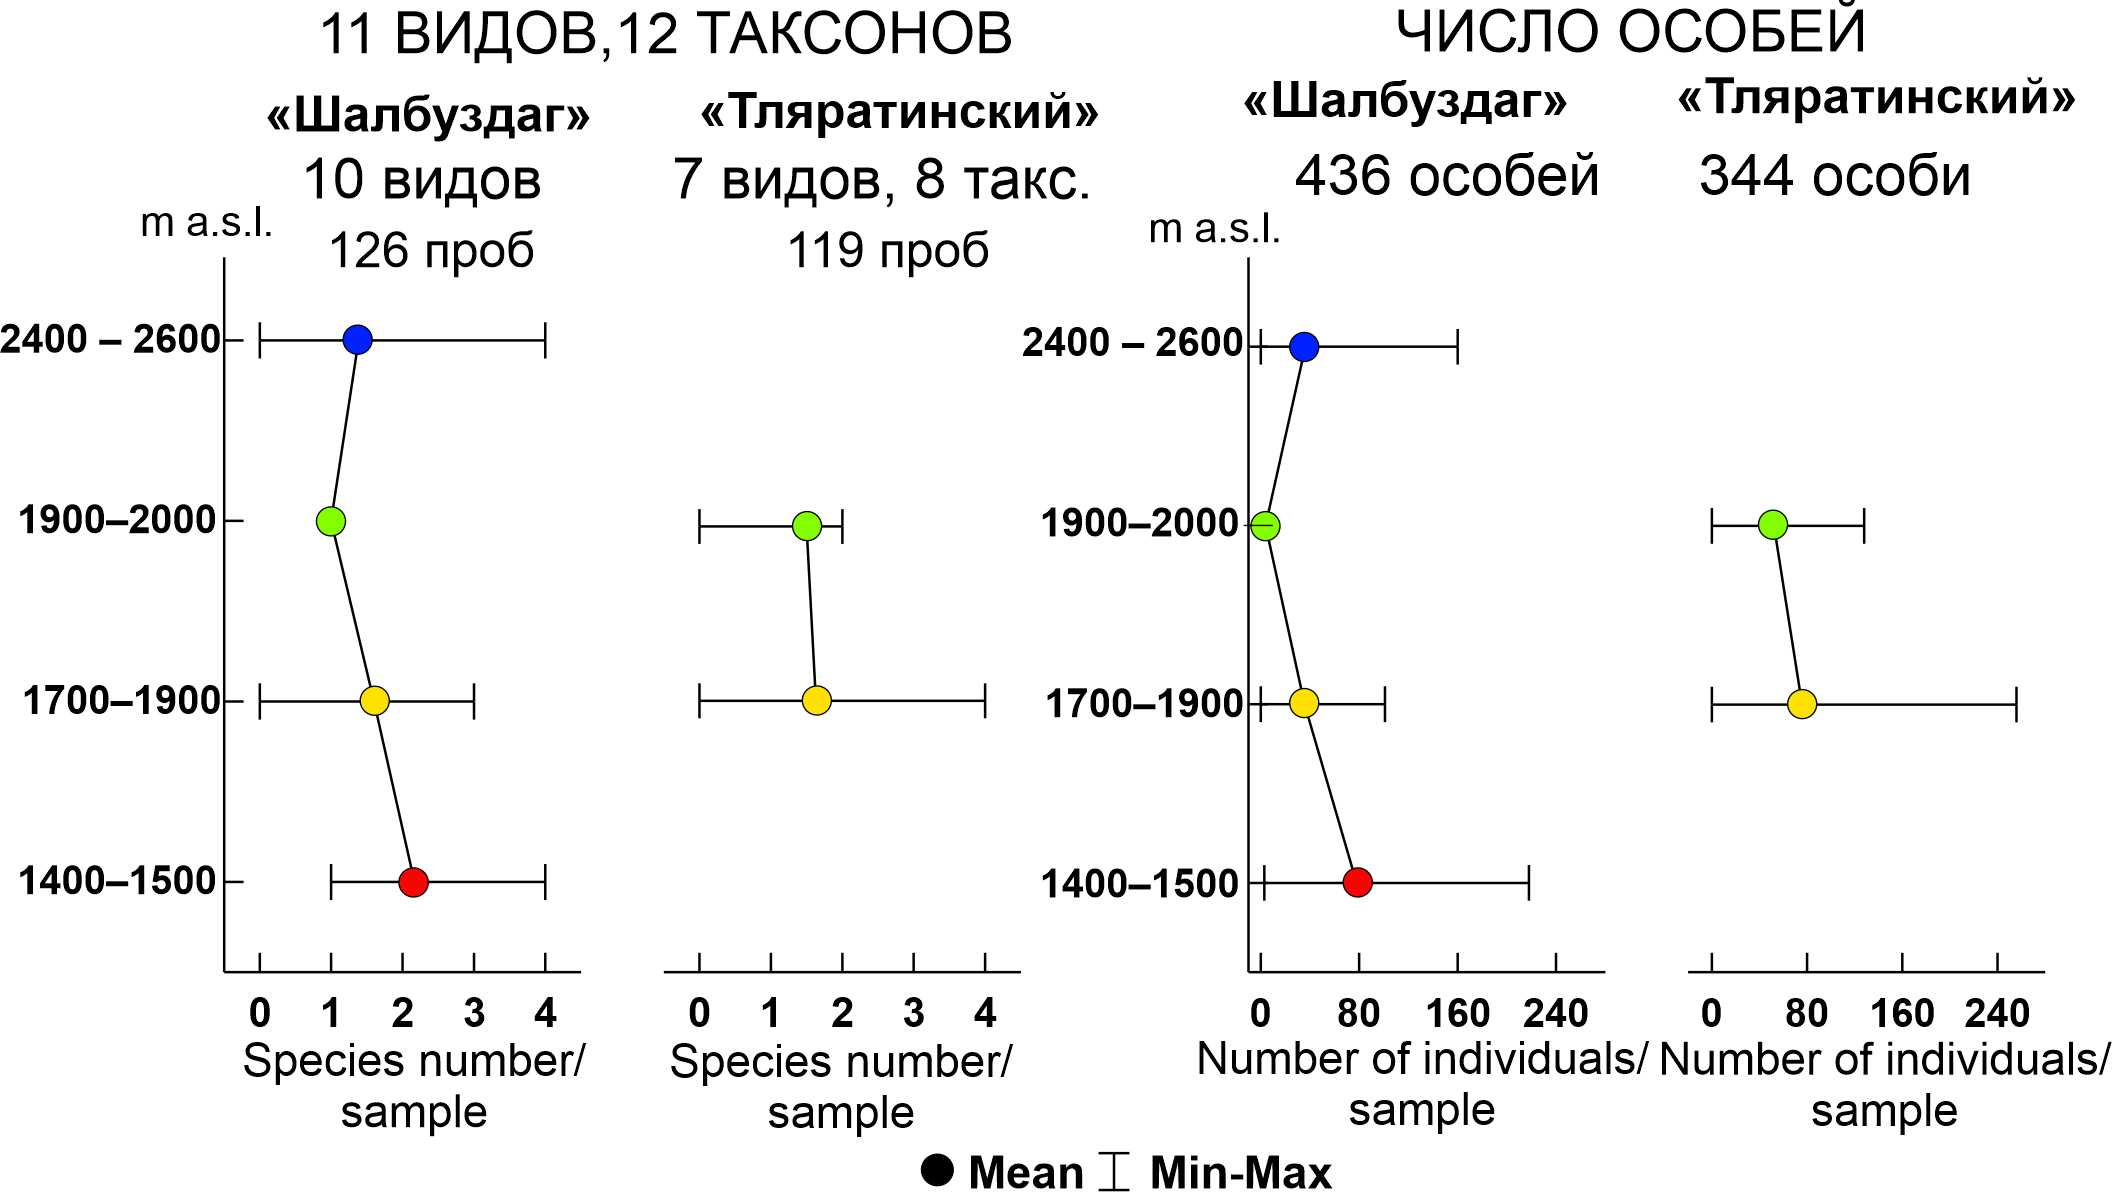 11 ВИДОВ,12 ТАКСОНОВ
«Шалбуздаг»
«Тляратинский»
10 видов
7 видов, 8 такс.
m a.s.l.
126 проб
119 проб
2400 – 2600
1900–2000
1700–1900
1400–1500
0 1 2 3 4
Species number/
sample
0 1 2 3 4
Species number/
sample
ЧИСЛО ОСОБЕЙ
«Шалбуздаг»
«Тляратинский»
436 особей
344 особи
m a.s.l.
2400 – 2600
1900–2000
1700–1900
1400–1500
0 80 160 240
Number of individuals/
sample
0 80 160 240
Number of individuals/
sample
Mean
Min-Max